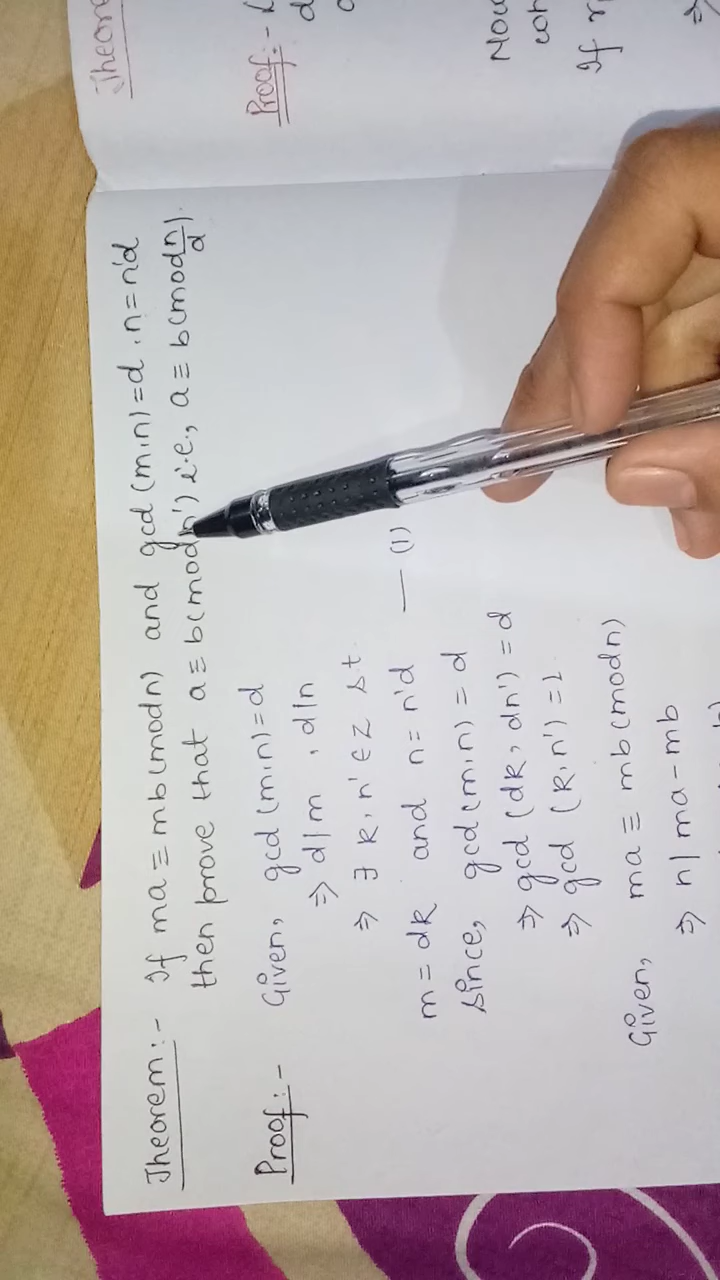 Theorem :- If ma ≡ mb (mod n) and gcd (m,n) = d , n = n'd
then prove that a ≡ b (mod n') i.e., a ≡ b (mod n/d).
Proof :- Given, gcd (m,n) = d
⇒ d|m , d|n
⇒ ∃ k, n' ∈ Z st
m = dk and n = n'd — (1)
Since, gcd (m,n) = d
⇒ gcd (dk, dn') = d
⇒ gcd (k, n') = 1
Given, ma ≡ mb (mod n)
⇒ n | ma - mb
Theore
Proof :-
Now
If